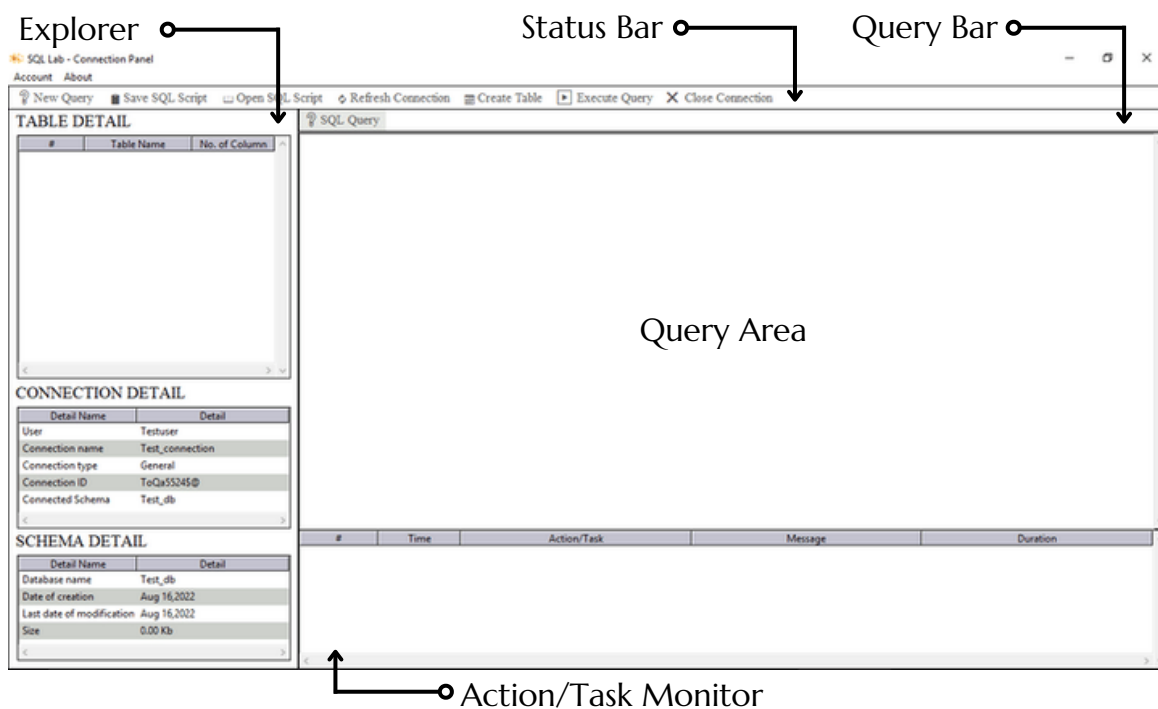 Explorer Status Bar Query Bar
SQL Lab - Connection Panel
Account About
New Query Save SQL Script Open SQL Script Refresh Connection Create Table Execute Query Close Connection
TABLE DETAIL
# Table Name No. of Column
SQL Query
Query Area
CONNECTION DETAIL
Detail Name Detail
User Testuser
Connection name Test_connection
Connection type General
Connection ID ToQa55245@
Connected Schema Test_db
SCHEMA DETAIL
Detail Name Detail
Database name Test_db
Date of creation Aug 16,2022
Last date of modification Aug 16,2022
Size 0.00 Kb
# Time Action/Task Message Duration
Action/Task Monitor